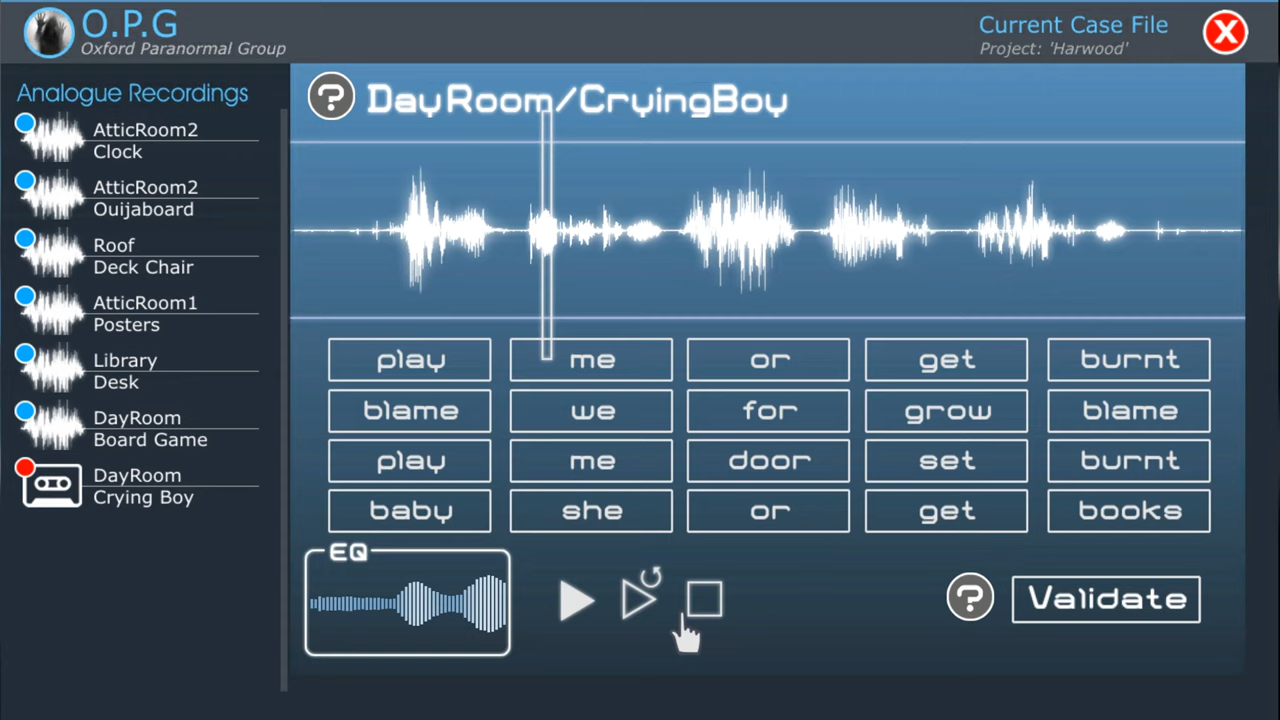 O.P.G
Oxford Paranormal Group
Current Case File
Project: 'Harwood'
X
Analogue Recordings
AtticRoom2
Clock
AtticRoom2
Ouijaboard
Roof
Deck Chair
AtticRoom1
Posters
Library
Desk
DayRoom
Board Game
DayRoom
Crying Boy
? DayRoom/CryingBoy
play me or get burnt
blame we for grow blame
play me door set burnt
baby she or get books
EQ
? Validate